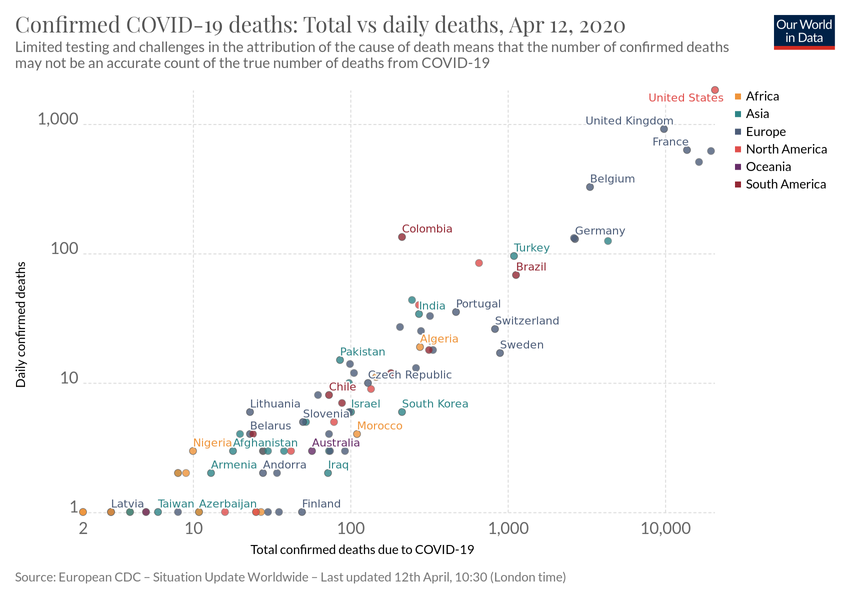 Confirmed COVID-19 deaths: Total vs daily deaths, Apr 12, 2020
Our World
in Data
Limited testing and challenges in the attribution of the cause of death means that the number of confirmed deaths
may not be an accurate count of the true number of deaths from COVID-19
United States
Africa
Asia
Europe
North America
Oceania
South America
1,000
United Kingdom
France
Belgium
Colombia
Germany
100
Turkey
Brazil
India
Portugal
Switzerland
Algeria
Sweden
Pakistan
Czech Republic
10
Chile
Lithuania
Israel
South Korea
Slovenia
Belarus
Morocco
Nigeria
Afghanistan
Australia
Armenia
Andorra
Iraq
1
Latvia
Taiwan
Azerbaijan
Finland
Daily confirmed deaths
2
10
100
1,000
10,000
Total confirmed deaths due to COVID-19
Source: European CDC – Situation Update Worldwide – Last updated 12th April, 10:30 (London time)